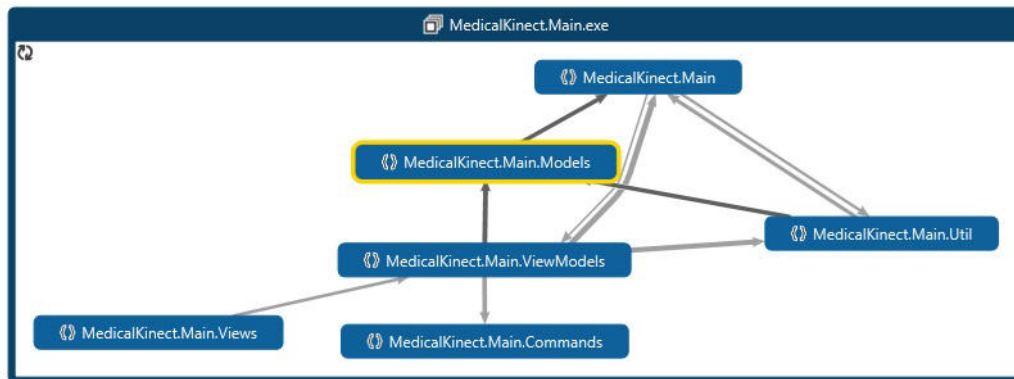 MedicalKinect.Main.exe
MedicalKinect.Main
MedicalKinect.Main.Models
MedicalKinect.Main.Util
MedicalKinect.Main.ViewModels
MedicalKinect.Main.Views
MedicalKinect.Main.Commands